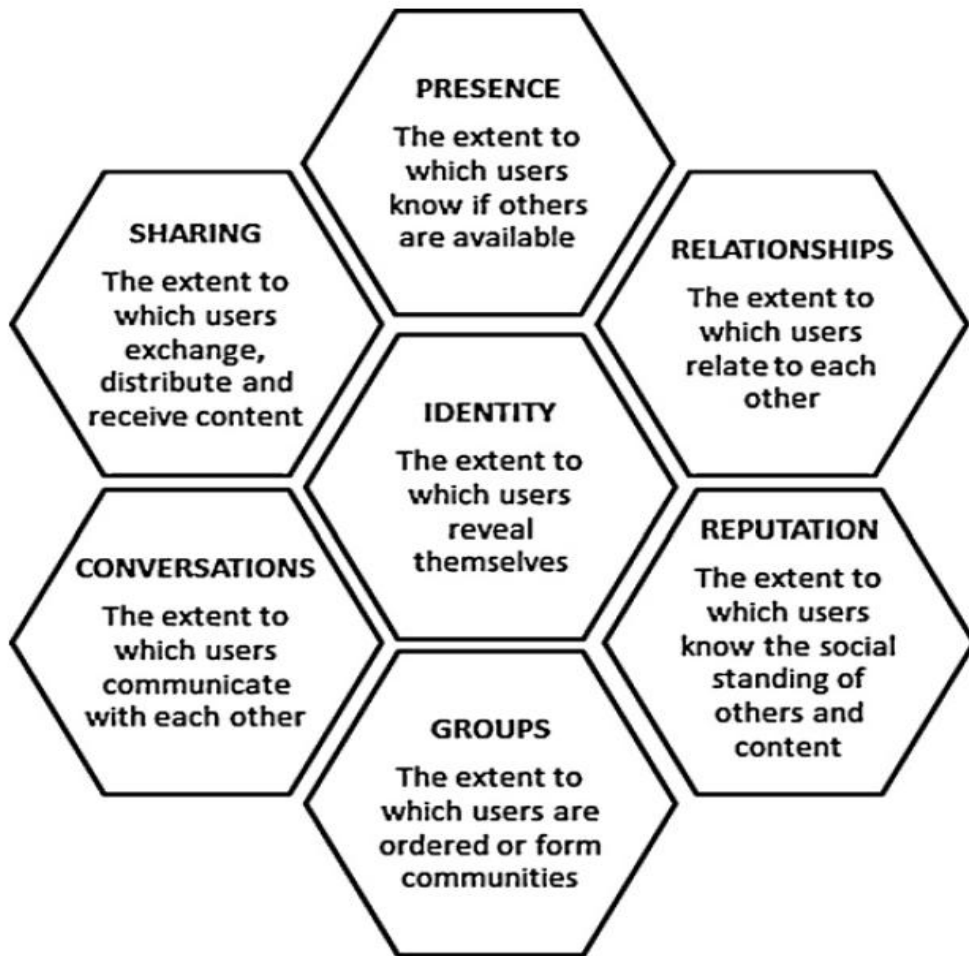 PRESENCE
The extent to
which users
know if others
are available
SHARING
The extent to
which users
exchange,
distribute and
receive content
RELATIONSHIPS
The extent to
which users
relate to each
other
IDENTITY
The extent to
which users
reveal
themselves
CONVERSATIONS
The extent to
which users
communicate
with each other
REPUTATION
The extent to
which users
know the social
standing of
others and
content
GROUPS
The extent to
which users are
ordered or form
communities